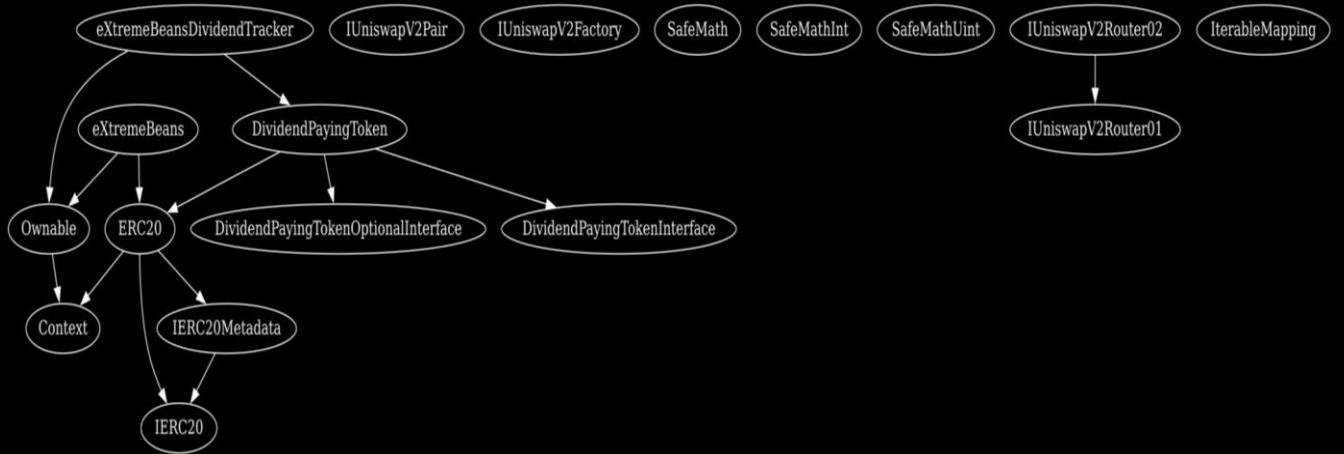 eXtremeBeansDividendTracker
IUniswapV2Pair
IUniswapV2Factory
SafeMath
SafeMathInt
SafeMathUint
IUniswapV2Router02
IterableMapping
eXtremeBeans
DividendPayingToken
IUniswapV2Router01
Ownable
ERC20
DividendPayingTokenOptionalInterface
DividendPayingTokenInterface
Context
IERC20Metadata
IERC20